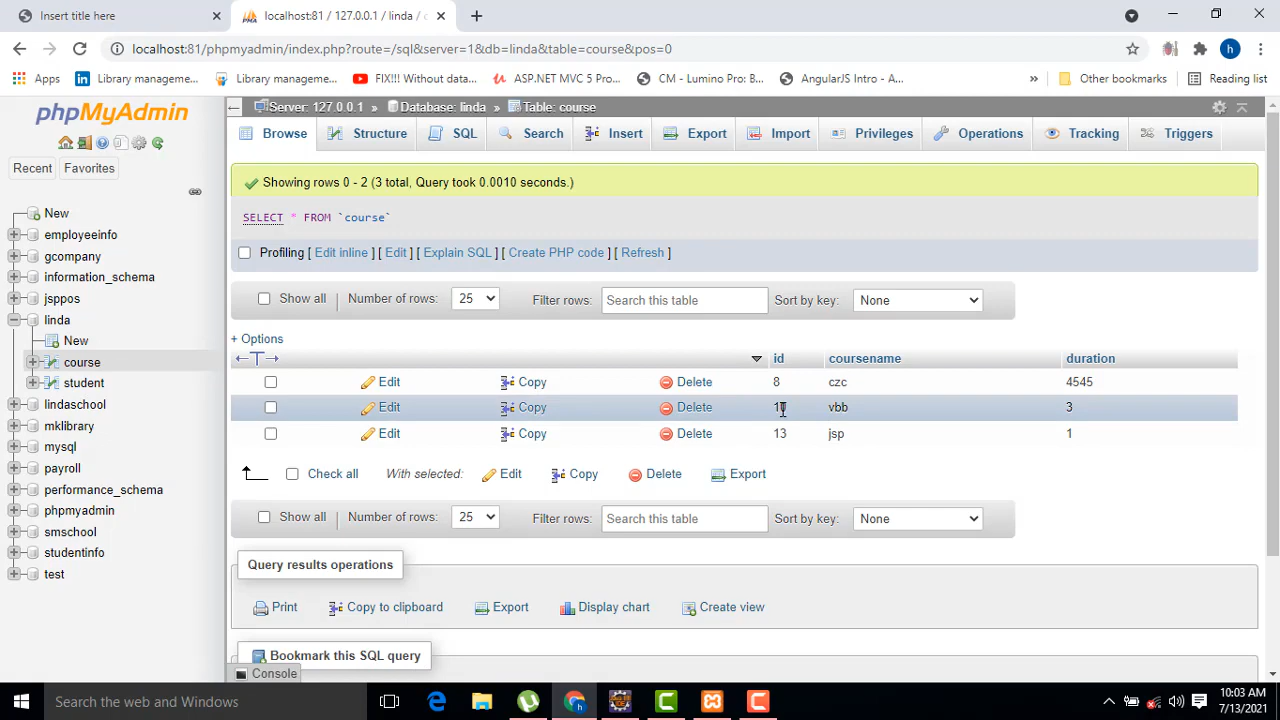 Insert title here
localhost:81 / 127.0.0.1 / linda / c
localhost:81/phpmyadmin/index.php?route=/sql&server=1&db=linda&table=course&pos=0
h
Apps
Library manageme...
Library manageme...
FIX!!! Without data...
ASP.NET MVC 5 Pro...
CM - Lumino Pro: B...
AngularJS Intro - A...
»
Other bookmarks
Reading list
phpMyAdmin
Recent
Favorites
New
employeeinfo
gcompany
information_schema
jsppos
linda
New
course
student
lindaschool
mklibrary
mysql
payroll
performance_schema
phpmyadmin
smschool
studentinfo
test
Server: 127.0.0.1 » Database: linda » Table: course
Browse
Structure
SQL
Search
Insert
Export
Import
Privileges
Operations
Tracking
Triggers
Showing rows 0 - 2 (3 total, Query took 0.0010 seconds.)
SELECT * FROM `course`
Profiling [ Edit inline ] [ Edit ] [ Explain SQL ] [ Create PHP code ] [ Refresh ]
Show all Number of rows: 25 Filter rows: Search this table Sort by key: None
+ Options
id coursename duration
Edit Copy Delete 8 czc 4545
Edit Copy Delete vbb 3
Edit Copy Delete 13 jsp 1
Check all With selected: Edit Copy Delete Export
Show all Number of rows: 25 Filter rows: Search this table Sort by key: None
Query results operations
Print Copy to clipboard Export Display chart Create view
Bookmark this SQL query
Console
Search the web and Windows
10:03 AM
7/13/2021